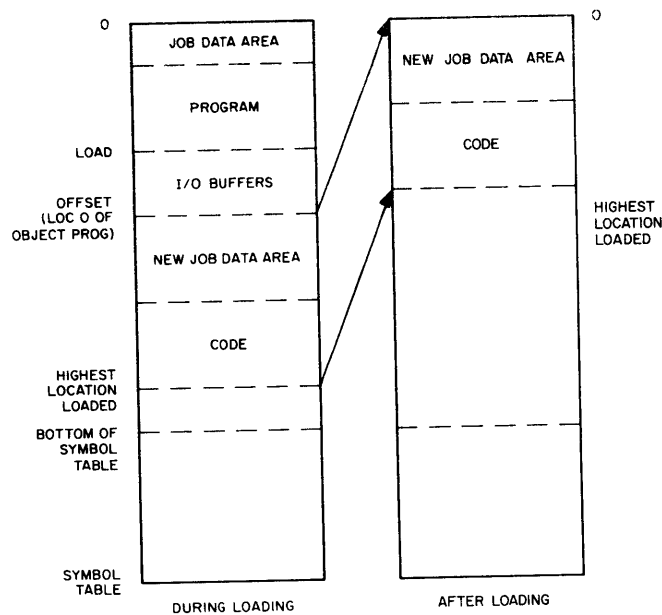 0
JOB DATA AREA
PROGRAM
LOAD
I/O BUFFERS
OFFSET
(LOC 0 OF
OBJECT PROG)
NEW JOB DATA AREA
CODE
HIGHEST
LOCATION
LOADED
BOTTOM OF
SYMBOL
TABLE
SYMBOL
TABLE
DURING LOADING
0
NEW JOB DATA AREA
CODE
HIGHEST
LOCATION
LOADED
AFTER LOADING